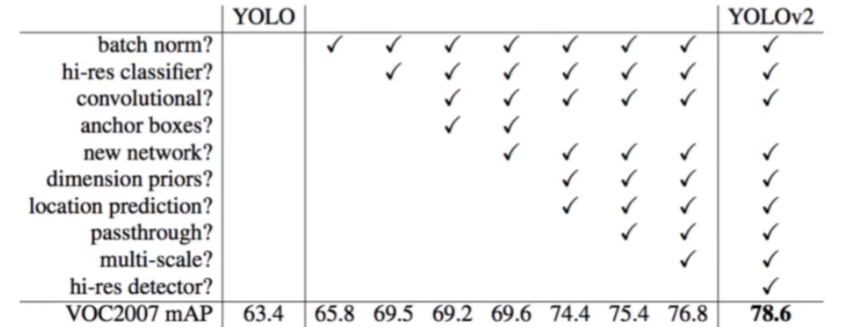 YOLO YOLOv2
batch norm? ✓ ✓ ✓ ✓ ✓ ✓ ✓ ✓
hi-res classifier? ✓ ✓ ✓ ✓ ✓ ✓ ✓
convolutional? ✓ ✓ ✓ ✓ ✓ ✓
anchor boxes? ✓ ✓
new network? ✓ ✓ ✓ ✓ ✓
dimension priors? ✓ ✓ ✓ ✓
location prediction? ✓ ✓ ✓ ✓
passthrough? ✓ ✓ ✓
multi-scale? ✓ ✓
hi-res detector? ✓
VOC2007 mAP 63.4 65.8 69.5 69.2 69.6 74.4 75.4 76.8 78.6